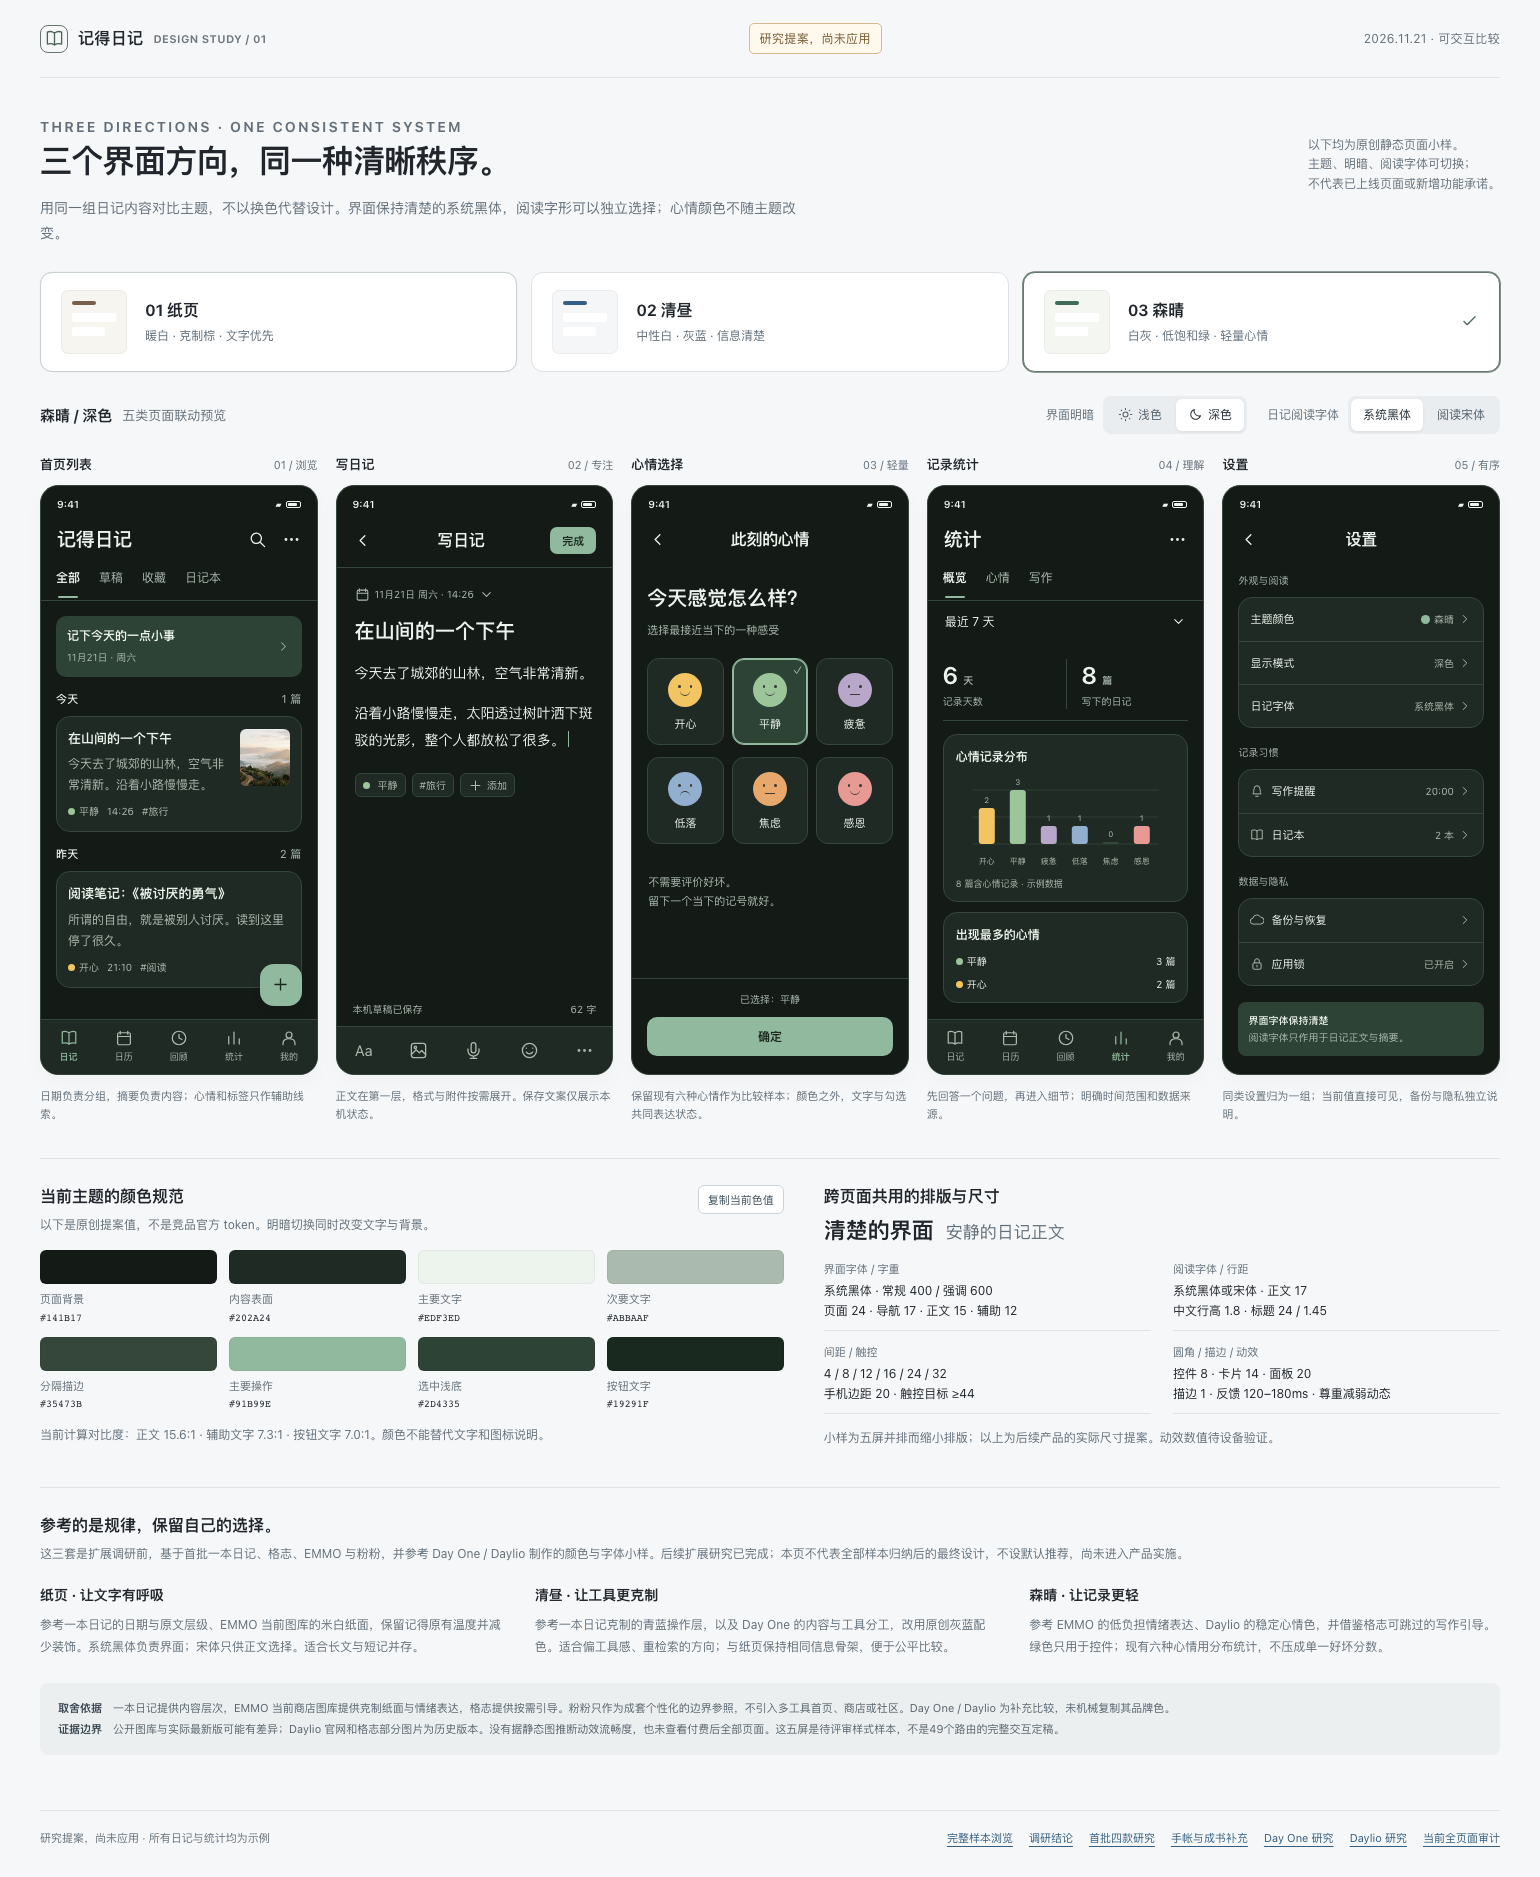 记得日记 DESIGN STUDY / 01
研究提案，尚未应用
2026.11.21 · 可交互比较
THREE DIRECTIONS · ONE CONSISTENT SYSTEM
三个界面方向，同一种清晰秩序。
用同一组日记内容对比主题，不以换色代替设计。界面保持清楚的系统黑体，阅读字形可以独立选择；心情颜色不随主题改
变。
以下均为原创静态页面小样。
主题、明暗、阅读字体可切换；
不代表已上线页面或新增功能承诺。
01 纸页
暖白 · 克制棕 · 文字优先
02 清昼
中性白 · 灰蓝 · 信息清楚
03 森晴
白灰 · 低饱和绿 · 轻量心情
森晴 / 深色 五类页面联动预览
界面明暗 浅色 深色 日记阅读字体 系统黑体 阅读宋体
首页列表 01 / 浏览
9:41
记得日记
全部 草稿 收藏 日记本
记下今天的一点小事
11月21日 · 周六
今天 1 篇
在山间的一个下午
今天去了城郊的山林，空气非
常清新。沿着小路慢慢走。
平静 14:26 #旅行
昨天 2 篇
阅读笔记：《被讨厌的勇气》
所谓的自由，就是被别人讨厌。读到这里
停了很久。
开心 21:10 #阅读
日记 日历 回顾 统计 我的
日期负责分组，摘要负责内容；心情和标签只作辅助线
索。
写日记 02 / 专注
9:41
写日记 完成
11月21日 周六 · 14:26
在山间的一个下午
今天去了城郊的山林，空气非常清新。
沿着小路慢慢走，太阳透过树叶洒下斑
驳的光影，整个人都放松了很多。
平静 #旅行 添加
本机草稿已保存 62 字
Aa
正文在第一层，格式与附件按需展开。保存文案仅展示本
机状态。
心情选择 03 / 轻量
9:41
此刻的心情
今天感觉怎么样?
选择最接近当下的一种感受
开心 平静 疲惫
低落 焦虑 感恩
不需要评价好坏。
留下一个当下的记号就好。
已选择：平静
确定
保留现有六种心情作为比较样本；颜色之外，文字与勾选
共同表达状态。
记录统计 04 / 理解
9:41
统计
概览 心情 写作
最近 7 天
6 天 8 篇
记录天数 写下的日记
心情记录分布
2 3 1 1 0 1
开心 平静 疲惫 低落 焦虑 感恩
8 篇含心情记录 · 示例数据
出现最多的心情
平静 3 篇
开心 2 篇
日记 日历 回顾 统计 我的
先回答一个问题，再进入细节；明确时间范围和数据来
源。
设置 05 / 有序
9:41
设置
外观与阅读
主题颜色 森晴
显示模式 深色
日记字体 系统黑体
记录习惯
写作提醒 20:00
日记本 2 本
数据与隐私
备份与恢复
应用锁 已开启
界面字体保持清楚
阅读字体只作用于日记正文与摘要。
同类设置归为一组；当前值直接可见，备份与隐私独立说
明。
当前主题的颜色规范 复制当前色值
以下是原创提案值，不是竞品官方 token。明暗切换同时改变文字与背景。
页面背景 内容表面 主要文字 次要文字
#141B17 #202A24 #EDF3ED #ABBAAF
分隔描边 主要操作 选中浅底 按钮文字
#35473B #91B99E #2D4335 #19291F
当前计算对比度：正文 15.6:1 · 辅助文字 7.3:1 · 按钮文字 7.0:1。颜色不能替代文字和图标说明。
跨页面共用的排版与尺寸
清楚的界面 安静的日记正文
界面字体 / 字重
系统黑体 · 常规 400 / 强调 600
页面 24 · 导航 17 · 正文 15 · 辅助 12
阅读字体 / 行距
系统黑体或宋体 · 正文 17
中文行高 1.8 · 标题 24 / 1.45
间距 / 触控
4 / 8 / 12 / 16 / 24 / 32
手机边距 20 · 触控目标 ≥44
圆角 / 描边 / 动效
控件 8 · 卡片 14 · 面板 20
描边 1 · 反馈 120–180ms · 尊重减弱动态
小样为五屏并排而缩小排版；以上为后续产品的实际尺寸提案。动效数值待设备验证。
参考的是规律，保留自己的选择。
这三套是扩展调研前，基于首批一本日记、格志、EMMO 与粉粉，并参考 Day One / Daylio 制作的颜色与字体小样。后续扩展研究已完成；本页不代表全部样本归纳后的最终设计，不设默认推荐，尚未进入产品实施。
纸页 · 让文字有呼吸
参考一本日记的日期与原文层级、EMMO 当前图库的米白纸面，保留记得原有温度并减
少装饰。系统黑体负责界面；宋体只供正文选择。适合长文与短记并存。
清昼 · 让工具更克制
参考一本日记克制的青蓝操作层，以及 Day One 的内容与工具分工，改用原创灰蓝配
色。适合偏工具感、重检索的方向；与纸页保持相同信息骨架，便于公平比较。
森晴 · 让记录更轻
参考 EMMO 的低负担情绪表达、Daylio 的稳定心情色，并借鉴格志可跳过的写作引导。
绿色只用于控件；现有六种心情用分布统计，不压成单一好坏分数。
取舍依据 一本日记提供内容层次，EMMO 当前商店图库提供克制纸面与情绪表达，格志提供按需引导。粉粉只作为成套个性化的边界参照，不引入多工具首页、商店或社区。Day One / Daylio 为补充比较，未机械复制其品牌色。
证据边界 公开图库与实际最新版可能有差异；Daylio 官网和格志部分图片为历史版本。没有据静态图推断动效流畅度，也未查看付费后全部页面。这五屏是待评审样式样本，不是49个路由的完整交互定稿。
研究提案，尚未应用 · 所有日记与统计均为示例
完整样本浏览 调研结论 首批四款研究 手帐与成书补充 Day One 研究 Daylio 研究 当前全页面审计